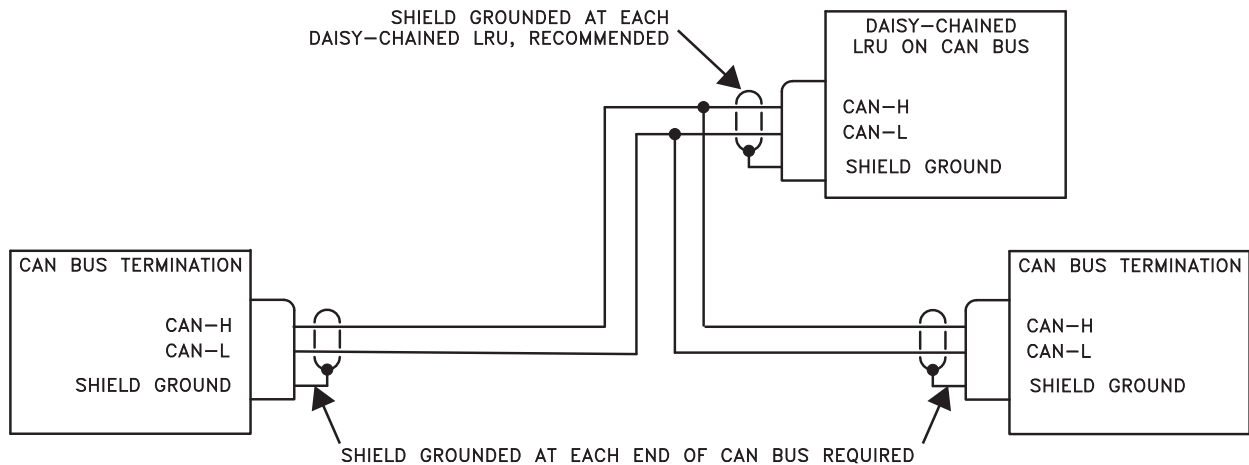 SHIELD GROUNDED AT EACH
DAISY-CHAINED LRU, RECOMMENDED
DAISY-CHAINED
LRU ON CAN BUS
CAN-H
CAN-L
SHIELD GROUND
CAN BUS TERMINATION
CAN-H
CAN-L
SHIELD GROUND
CAN BUS TERMINATION
CAN-H
CAN-L
SHIELD GROUND
SHIELD GROUNDED AT EACH END OF CAN BUS REQUIRED